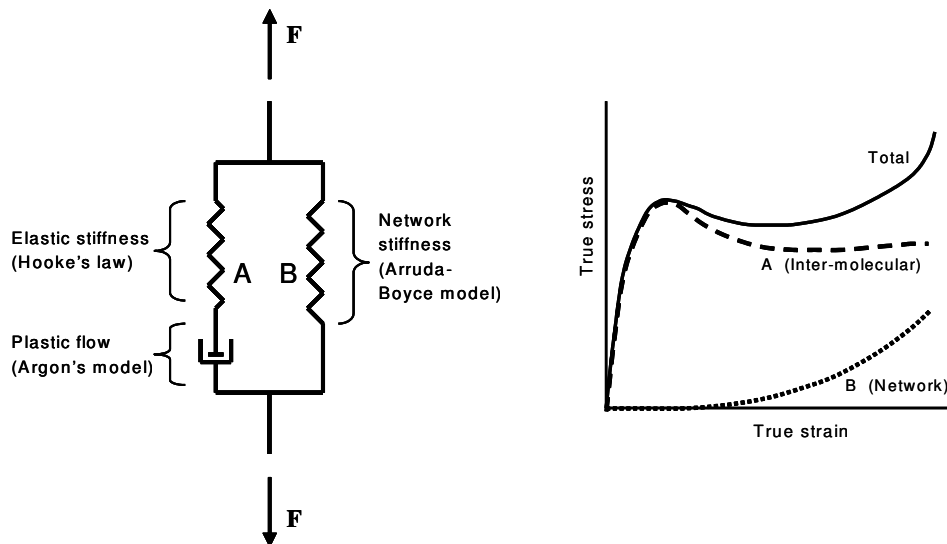 F
Elastic stiffness
(Hooke's law)
A
B
Network
stiffness
(Arruda-
Boyce model)
Plastic flow
(Argon's model)
F
True stress
Total
A (Inter-molecular)
B (Network)
True strain